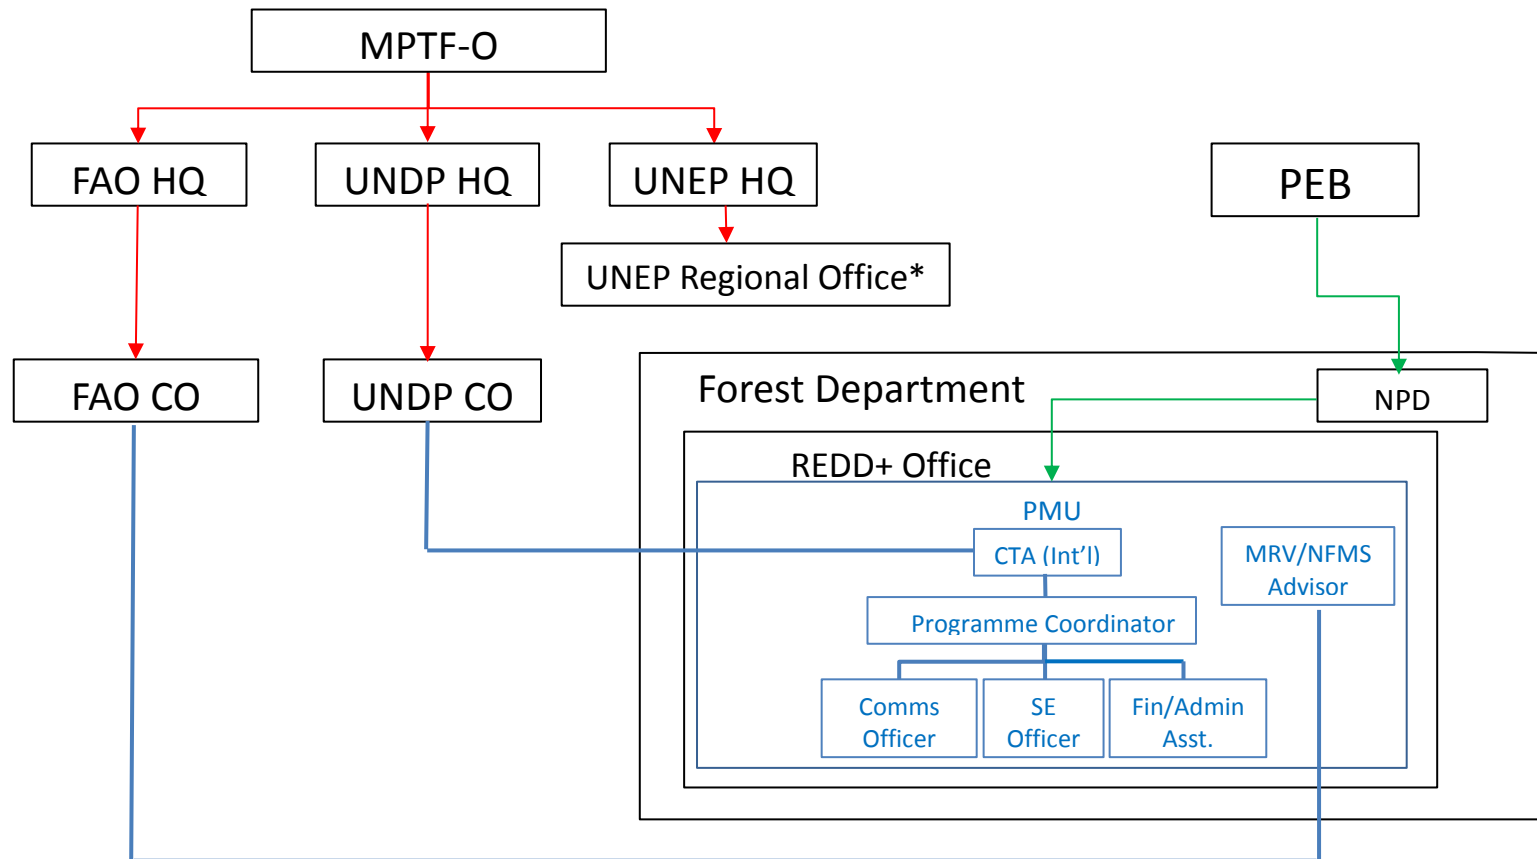 MPTF-O
FAO HQ
UNDP HQ
UNEP HQ
PEB
UNEP Regional Office*
FAO CO
UNDP CO
Forest Department
NPD
REDD+ Office
PMU
CTA (Int’l)
MRV/NFMS
Advisor
Programme Coordinator
Comms
Officer
SE
Officer
Fin/Admin
Asst.